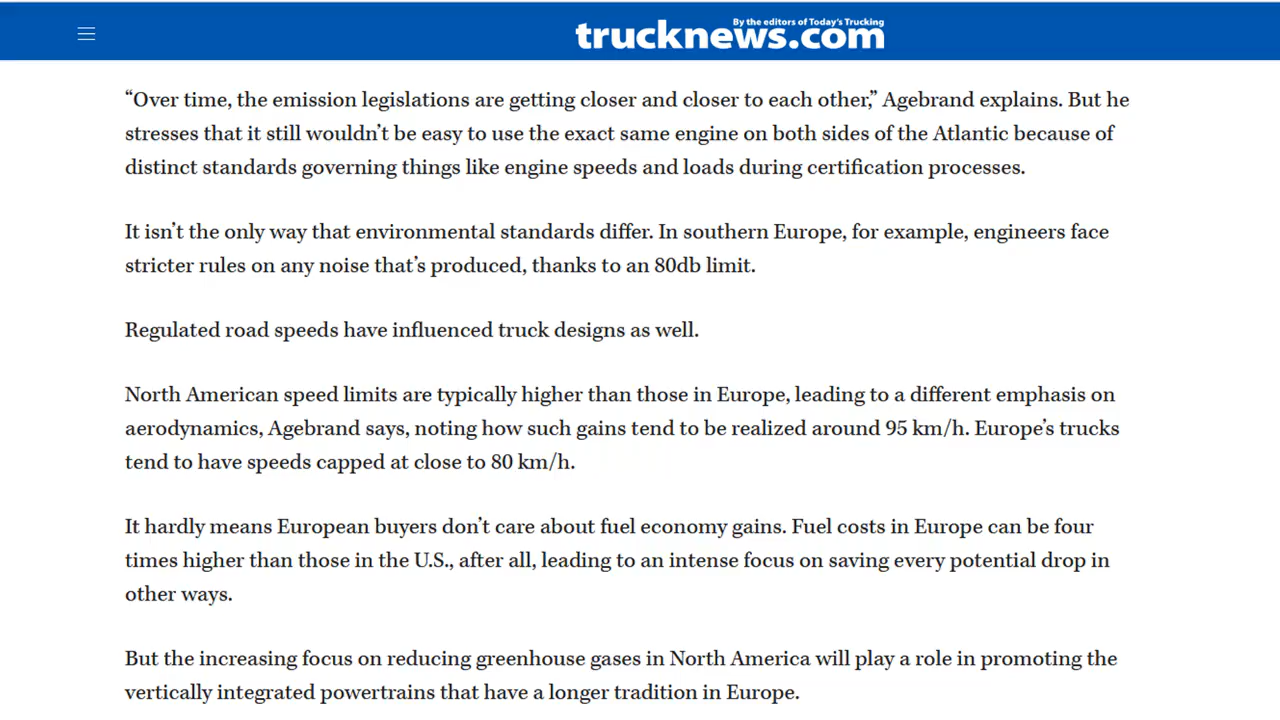 By the editors of Today's Trucking
trucknews.com
“Over time, the emission legislations are getting closer and closer to each other,” Agebrand explains. But he
stresses that it still wouldn’t be easy to use the exact same engine on both sides of the Atlantic because of
distinct standards governing things like engine speeds and loads during certification processes.
It isn’t the only way that environmental standards differ. In southern Europe, for example, engineers face
stricter rules on any noise that’s produced, thanks to an 80db limit.
Regulated road speeds have influenced truck designs as well.
North American speed limits are typically higher than those in Europe, leading to a different emphasis on
aerodynamics, Agebrand says, noting how such gains tend to be realized around 95 km/h. Europe’s trucks
tend to have speeds capped at close to 80 km/h.
It hardly means European buyers don’t care about fuel economy gains. Fuel costs in Europe can be four
times higher than those in the U.S., after all, leading to an intense focus on saving every potential drop in
other ways.
But the increasing focus on reducing greenhouse gases in North America will play a role in promoting the
vertically integrated powertrains that have a longer tradition in Europe.